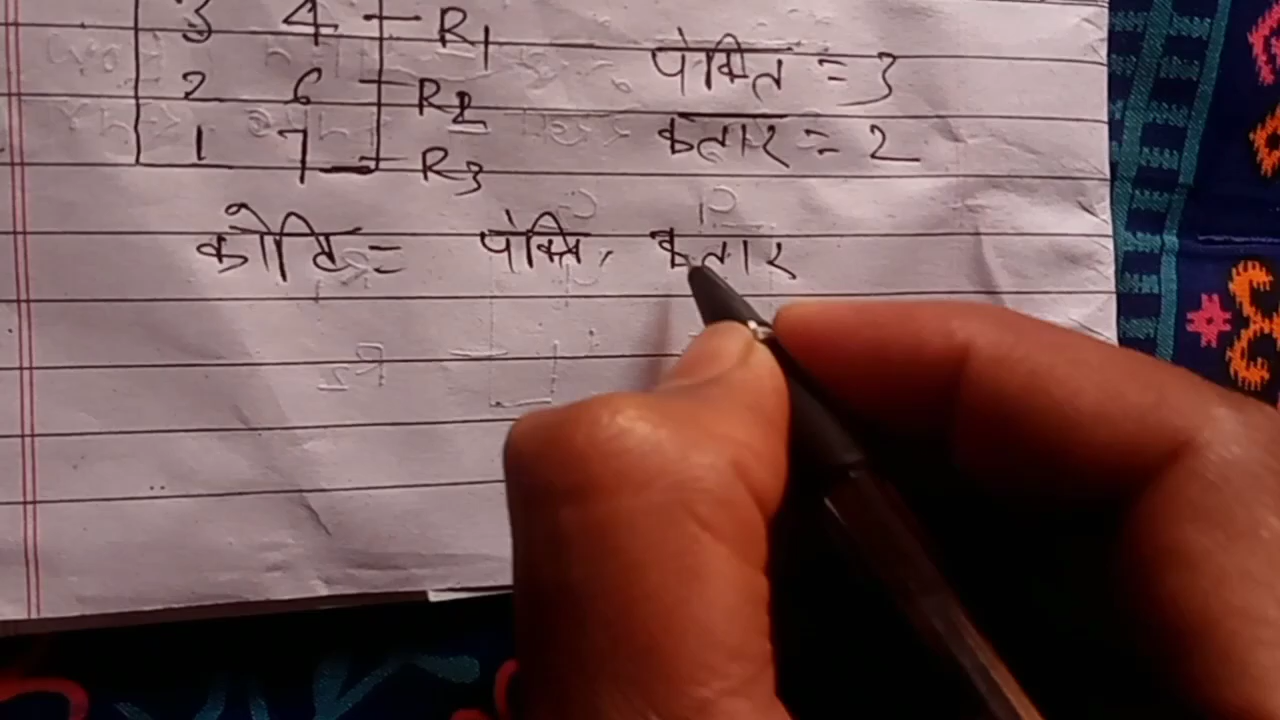 3 4 R1
2 6 R2
1 7 R3
पंक्ति = 3
कतार = 2
कोटि = पंक्ति, कतार